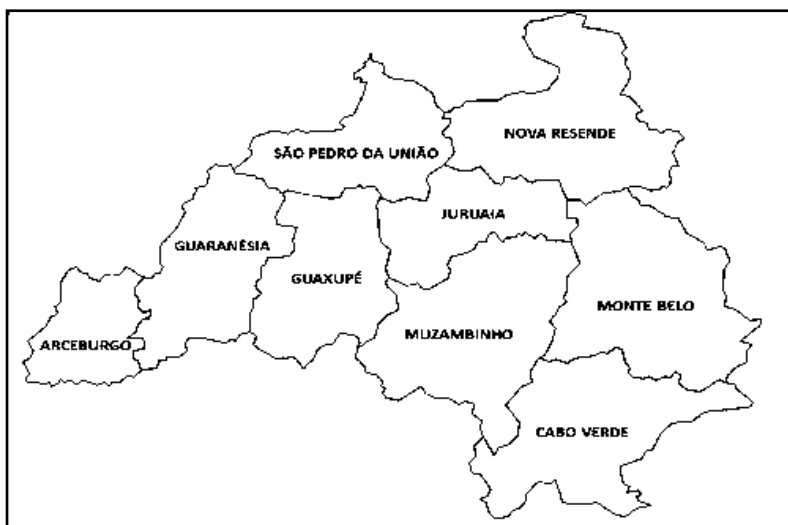 NOVA RESENDE
SÃO PEDRO DA UNIÃO
JURUAIA
GUARANÉSIA
GUAXUPÉ
MONTE BELO
MUZAMBINHO
ARCEBURGO
CABO VERDE